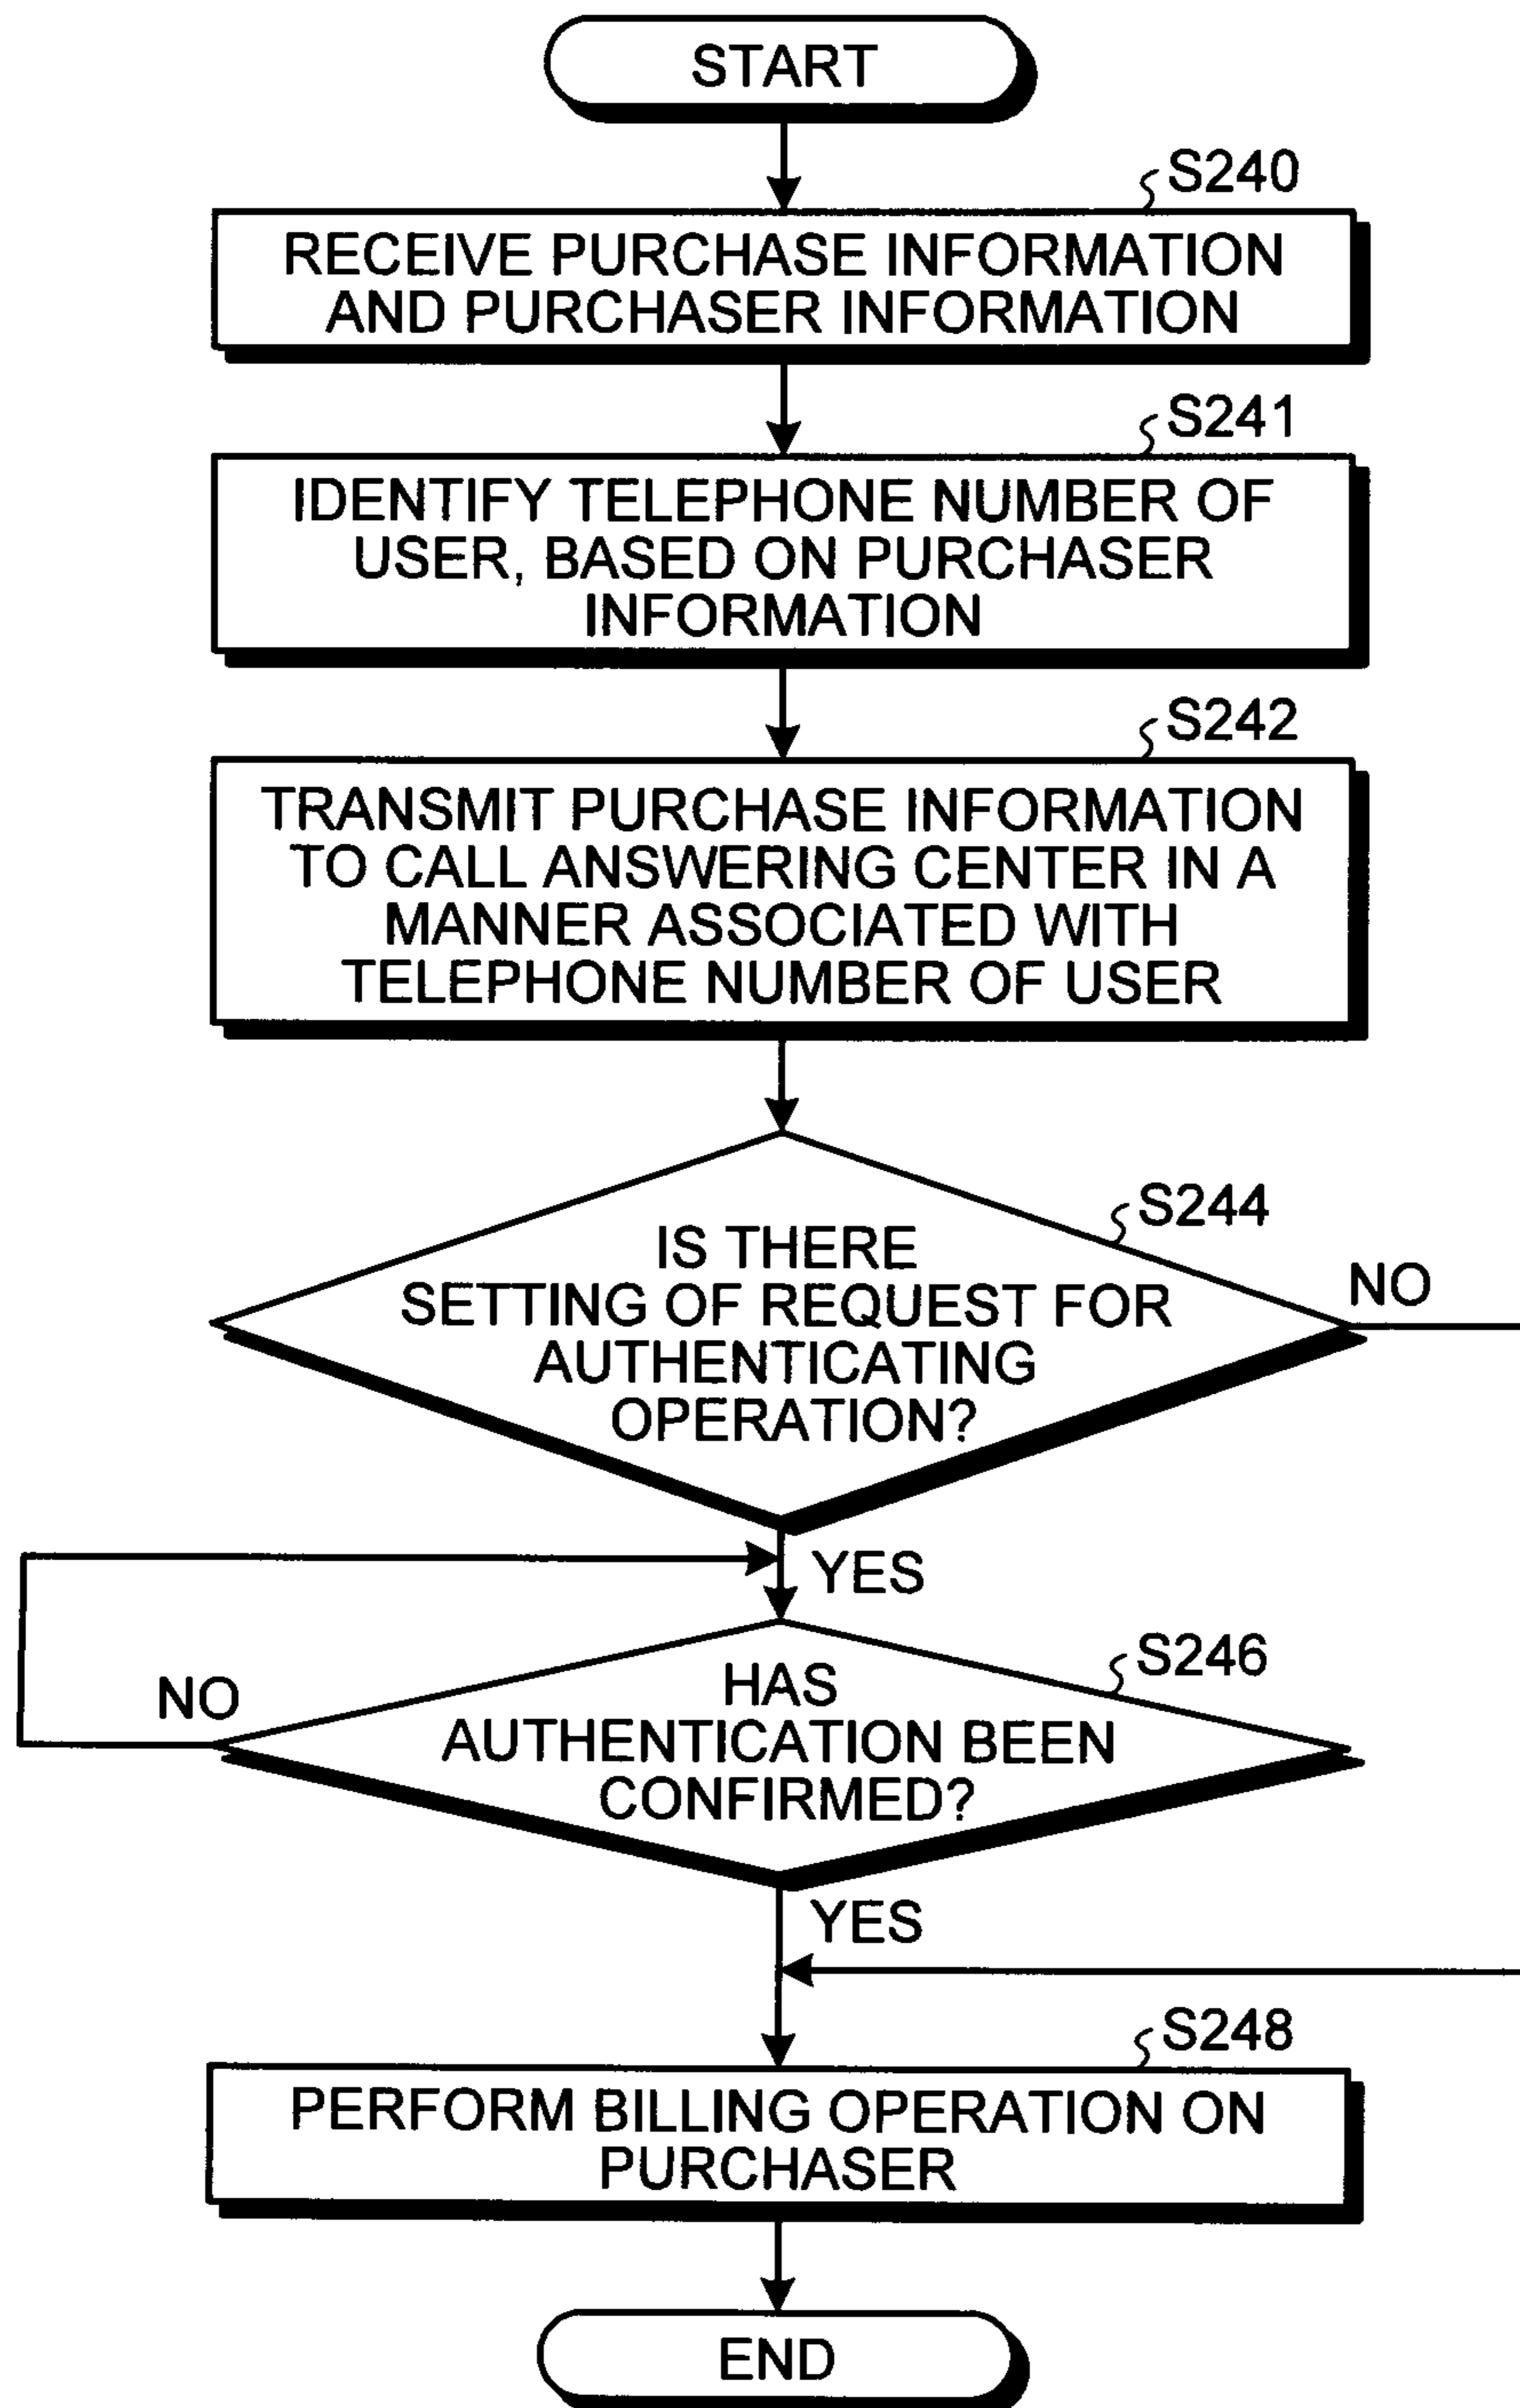 START
S240
RECEIVE PURCHASE INFORMATION
AND PURCHASER INFORMATION
S241
IDENTIFY TELEPHONE NUMBER OF
USER, BASED ON PURCHASER
INFORMATION
S242
TRANSMIT PURCHASE INFORMATION
TO CALL ANSWERING CENTER IN A
MANNER ASSOCIATED WITH
TELEPHONE NUMBER OF USER
S244
IS THERE
SETTING OF REQUEST FOR
AUTHENTICATING
OPERATION?
NO
YES
S246
HAS
AUTHENTICATION BEEN
CONFIRMED?
NO
YES
S248
PERFORM BILLING OPERATION ON
PURCHASER
END